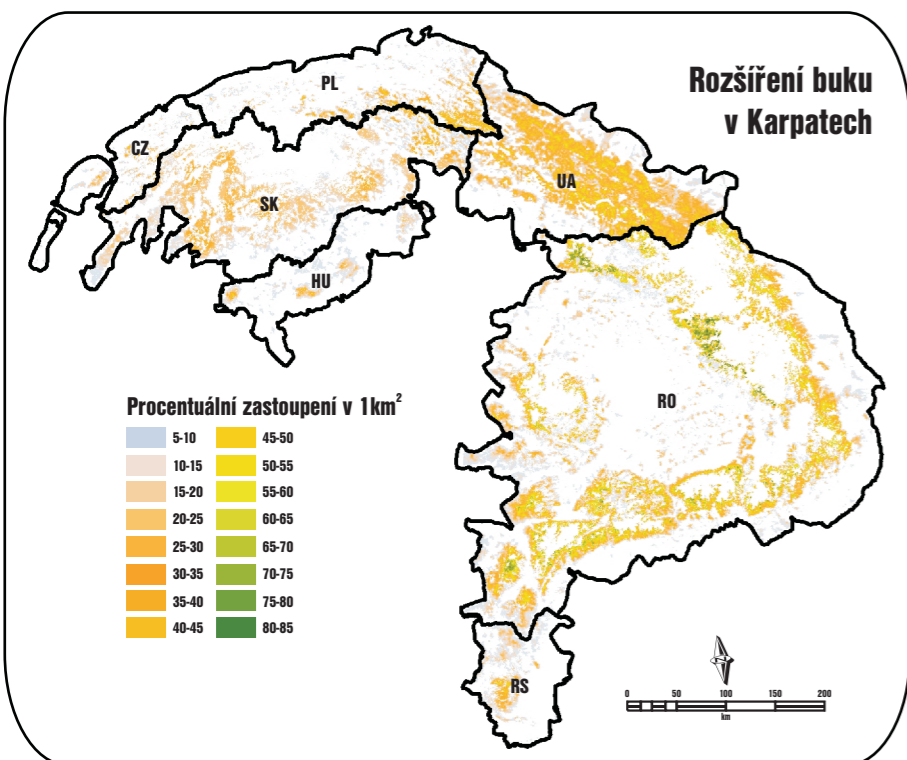 Rozšíření buku
v Karpatech
PL
CZ
UA
SK
HU
RO
RS
Procentuální zastoupení v 1km²
5-10
10-15
15-20
20-25
25-30
30-35
35-40
40-45
45-50
50-55
55-60
60-65
65-70
70-75
75-80
80-85
0 50 100 150 200
km